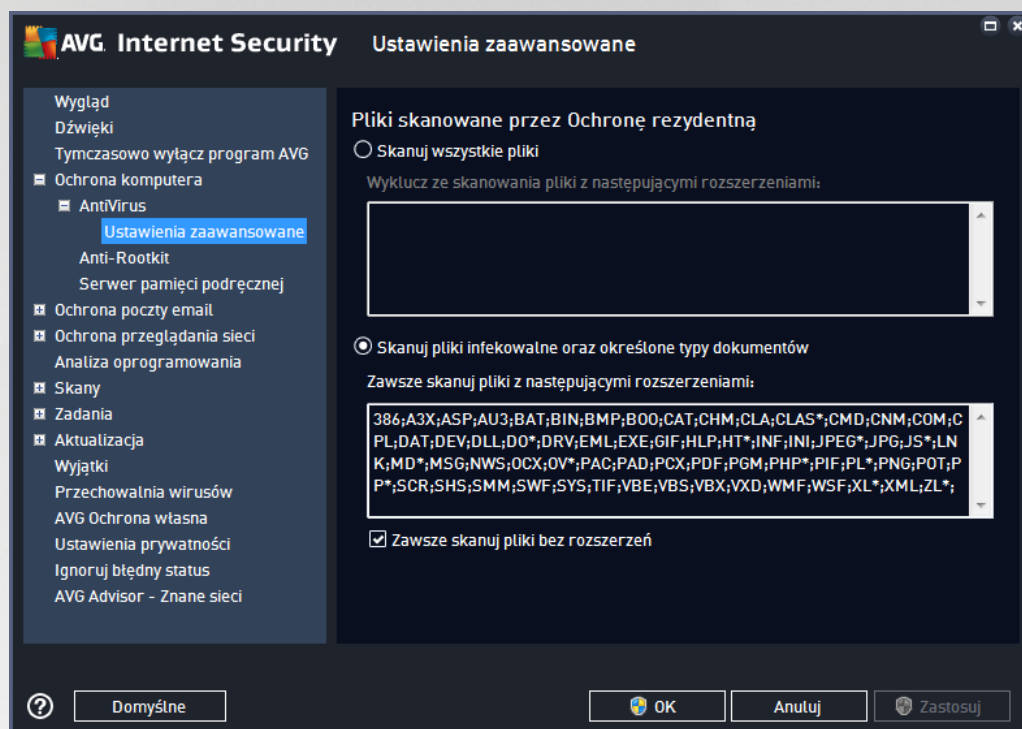 AVG. Internet Security Ustawienia zaawansowane
Wygląd
Dźwięki
Tymczasowo wyłącz program AVG
Ochrona komputera
AntiVirus
Ustawienia zaawansowane
Anti-Rootkit
Serwer pamięci podręcznej
Ochrona poczty email
Ochrona przeglądania sieci
Analiza oprogramowania
Skany
Zadania
Aktualizacja
Wyjątki
Przechowalnia wirusów
AVG Ochrona własna
Ustawienia prywatności
Ignoruj błędny status
AVG Advisor - Znane sieci
Pliki skanowane przez Ochronę rezydentną
Skanuj wszystkie pliki
Wyklucz ze skanowania pliki z następującymi rozszerzeniami:
Skanuj pliki infekowalne oraz określone typy dokumentów
Zawsze skanuj pliki z następującymi rozszerzeniami:
386;A3X;ASP;AU3;BAT;BIN;BMP;BOO;CAT;CHM;CLA;CLAS*;CMD;CNM;COM;C
PL;DAT;DEV;DLL;DO*;DRV;EML;EXE;GIF;HLP;HT*;INF;INI;JPEG*;JPG;JS*;LN
K;MD*;MSG;NWS;OCX;OV*;PAC;PAD;PCX;PDF;PGM;PHP*;PIF;PL*;PNG;POT;P
P*;SCR;SHS;SMM;SWF;SYS;TIF;VBE;VBS;VBX;VXD;WMF;WSF;XL*;XML;ZL*;
Zawsze skanuj pliki bez rozszerzeń
? Domyślne OK Anuluj Zastosuj